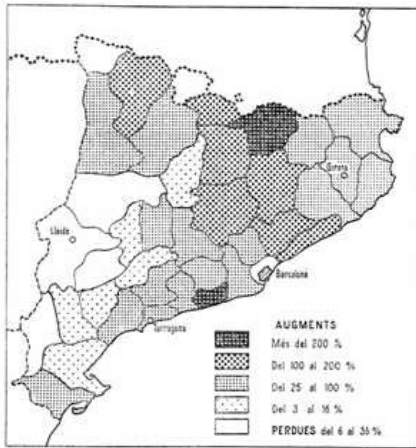 Girona
Lleida
Barcelona
Tarragona
AUGMENTS
Més del 200 %
Del 100 al 200 %
Del 25 al 100 %
Del 3 al 16 %
PERDUES del 6 al 35 %